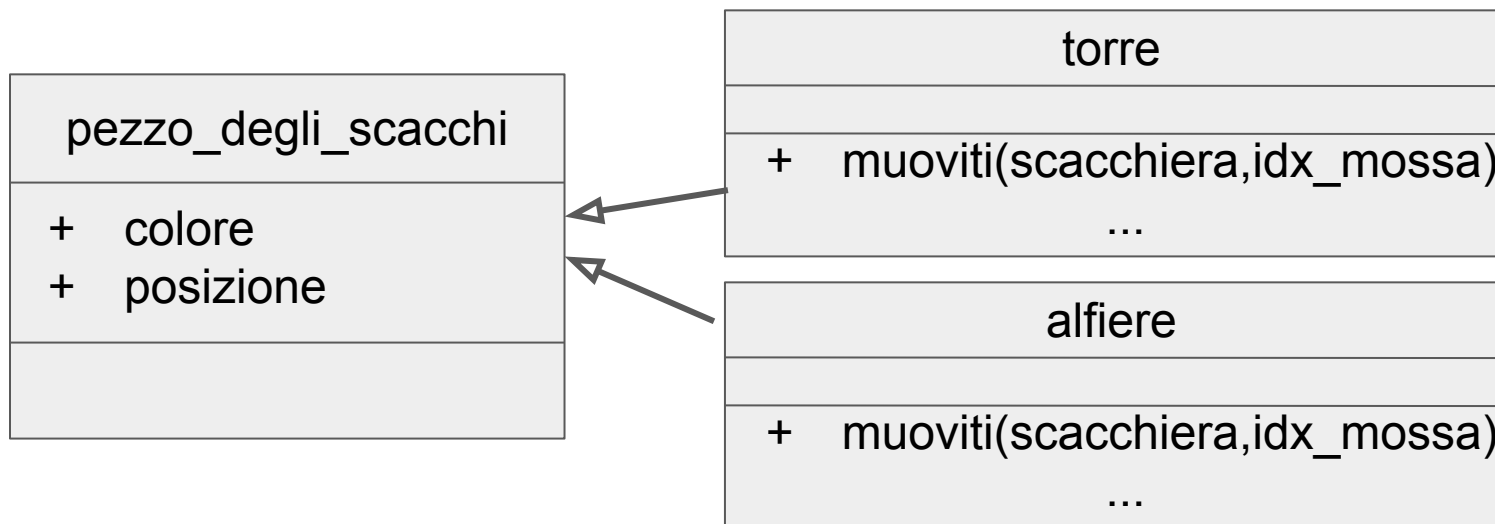 pezzo_degli_scacchi
+ colore
+ posizione
torre
+ muoviti(scacchiera,idx_mossa)
...
alfiere
+ muoviti(scacchiera,idx_mossa)
...